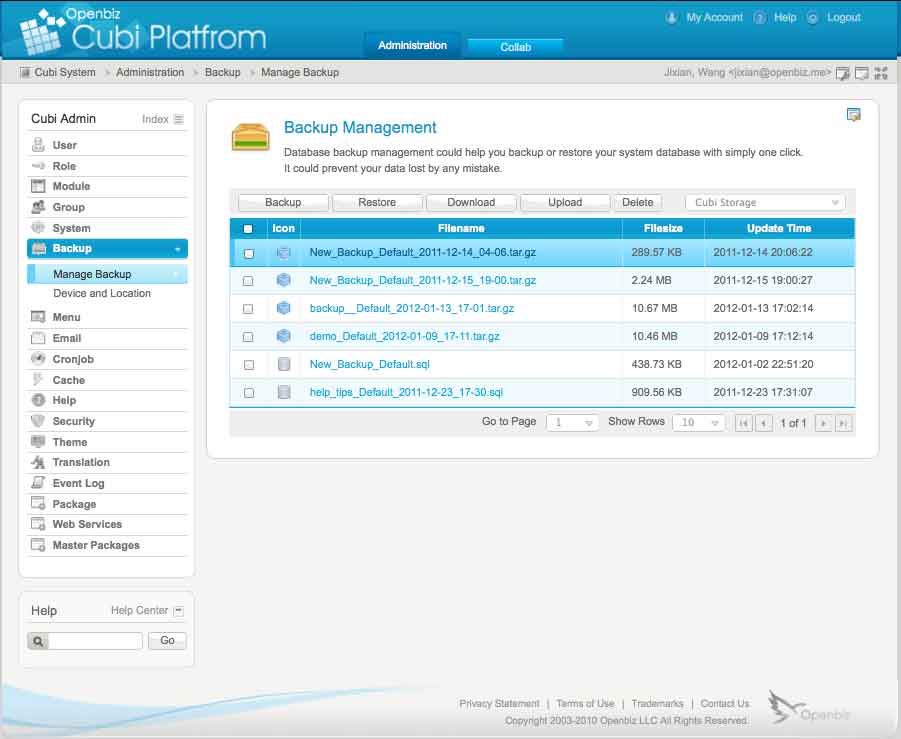 Openbiz
Cubi Platfrom
My Account Help Logout
Administration Collab
Cubi System Administration Backup Manage Backup
Jixian, Wang <jixian@openbiz.me>
Cubi Admin Index
User
Role
Module
Group
System
Backup
Manage Backup
Device and Location
Menu
Email
Cronjob
Cache
Help
Security
Theme
Translation
Event Log
Package
Web Services
Master Packages
Help Help Center
Go
Backup Management
Database backup management could help you backup or restore your system database with simply one click.
It could prevent your data lost by any mistake.
Backup Restore Download Upload Delete Cubi Storage
Icon Filename Filesize Update Time
New_Backup_Default_2011-12-14_04-06.tar.gz 289.57 KB 2011-12-14 20:06:22
New_Backup_Default_2011-12-15_19-00.tar.gz 2.24 MB 2011-12-15 19:00:27
backup__Default_2012-01-13_17-01.tar.gz 10.67 MB 2012-01-13 17:02:14
demo_Default_2012-01-09_17-11.tar.gz 10.46 MB 2012-01-09 17:12:14
New_Backup_Default.sql 438.73 KB 2012-01-02 22:51:20
help_tips_Default_2011-12-23_17-30.sql 909.56 KB 2011-12-23 17:31:07
Go to Page 1 Show Rows 10 1 of 1
Privacy Statement | Terms of Use | Trademarks | Contact Us
Copyright 2003-2010 Openbiz LLC All Rights Reserved.
Openbiz